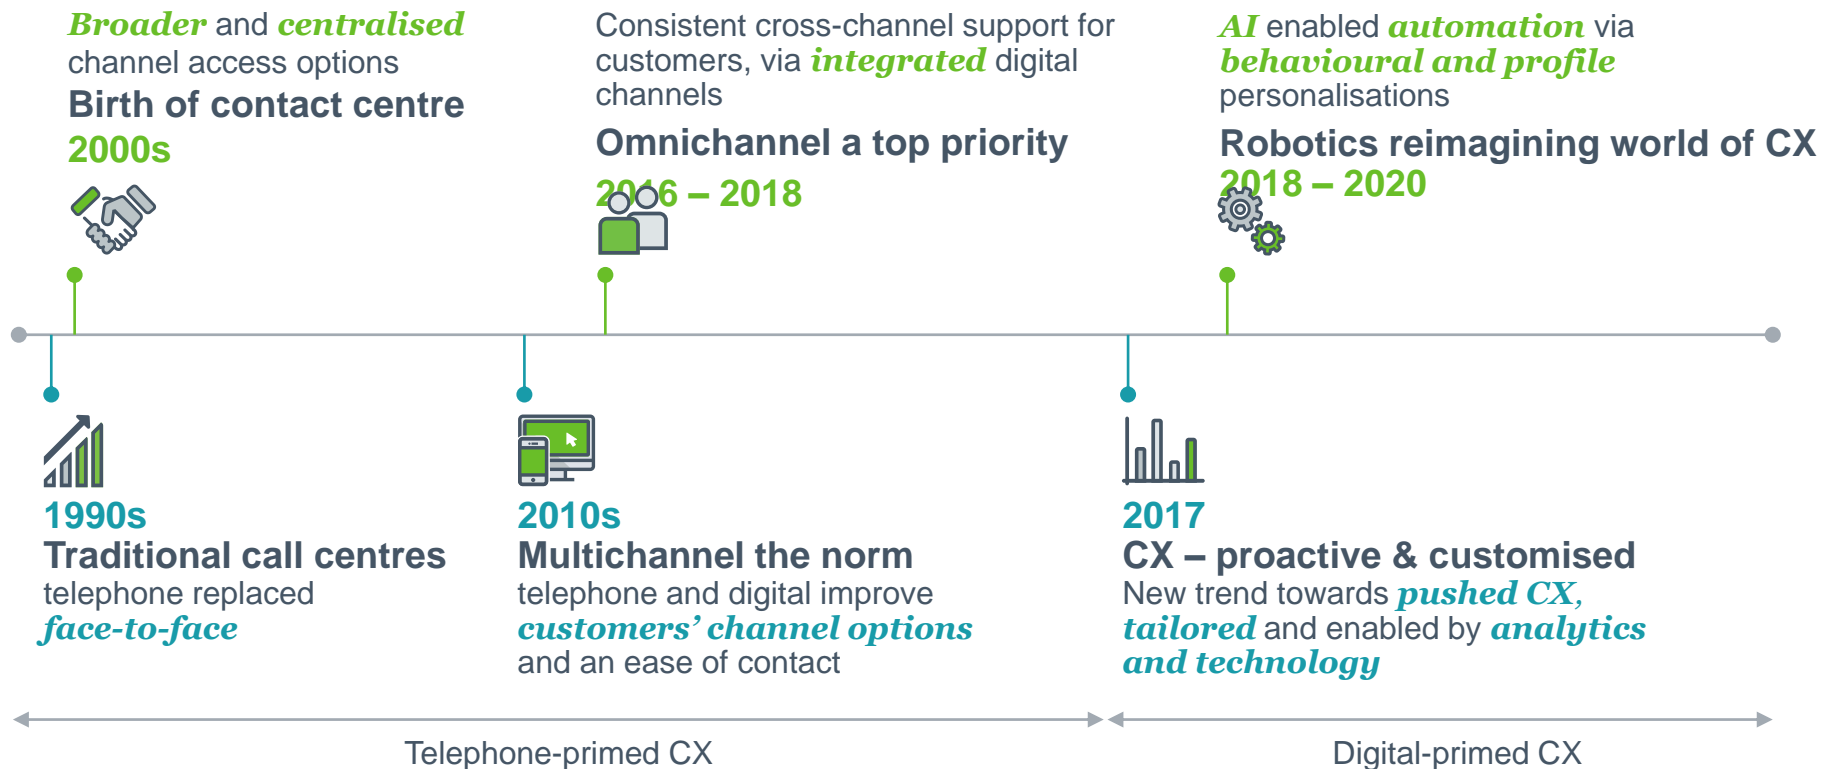 Broader and centralised
channel access options
Birth of contact centre
2000s
Consistent cross-channel support for
customers, via integrated digital
channels
Omnichannel a top priority
2016 – 2018
AI enabled automation via
behavioural and profile
personalisations
Robotics reimagining world of CX
2018 – 2020
1990s
Traditional call centres
telephone replaced
face-to-face
2010s
Multichannel the norm
telephone and digital improve
customers’ channel options
and an ease of contact
2017
CX – proactive & customised
New trend towards pushed CX,
tailored and enabled by analytics
and technology
Telephone-primed CX
Digital-primed CX